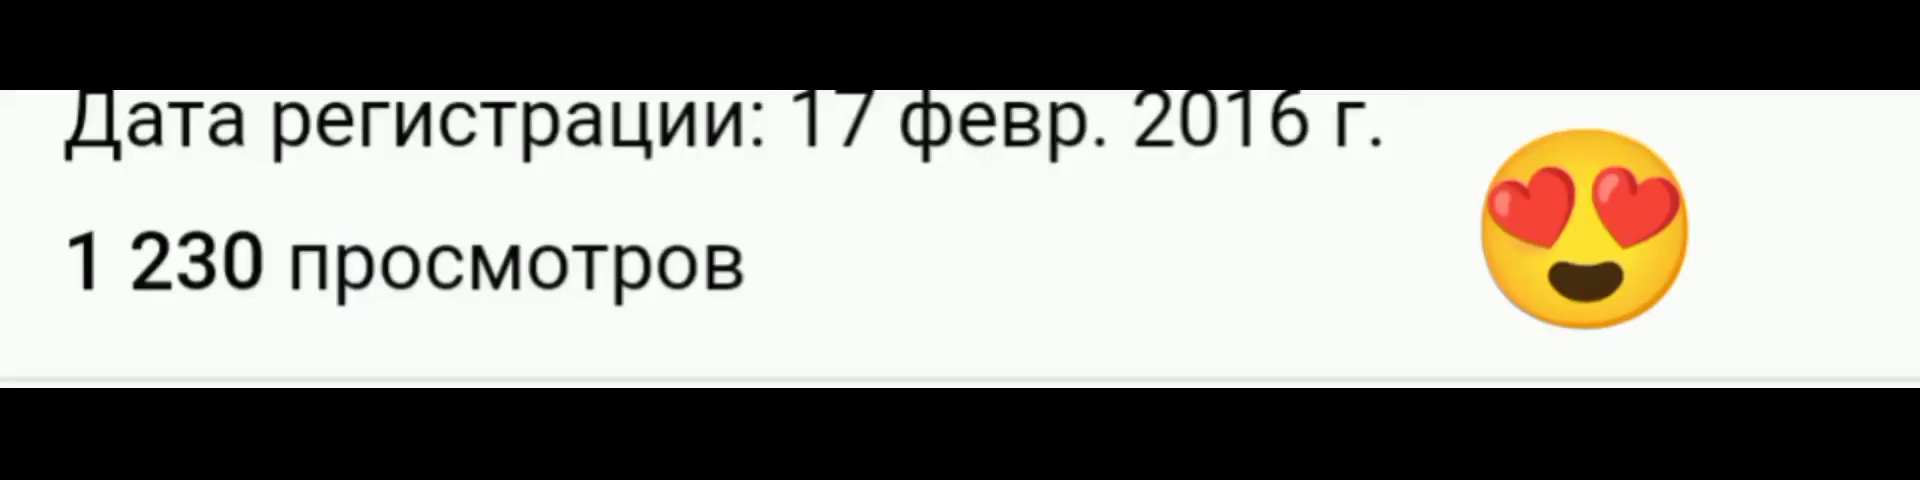 Дата регистрации: 17 февр. 2016 г.
1 230 просмотров